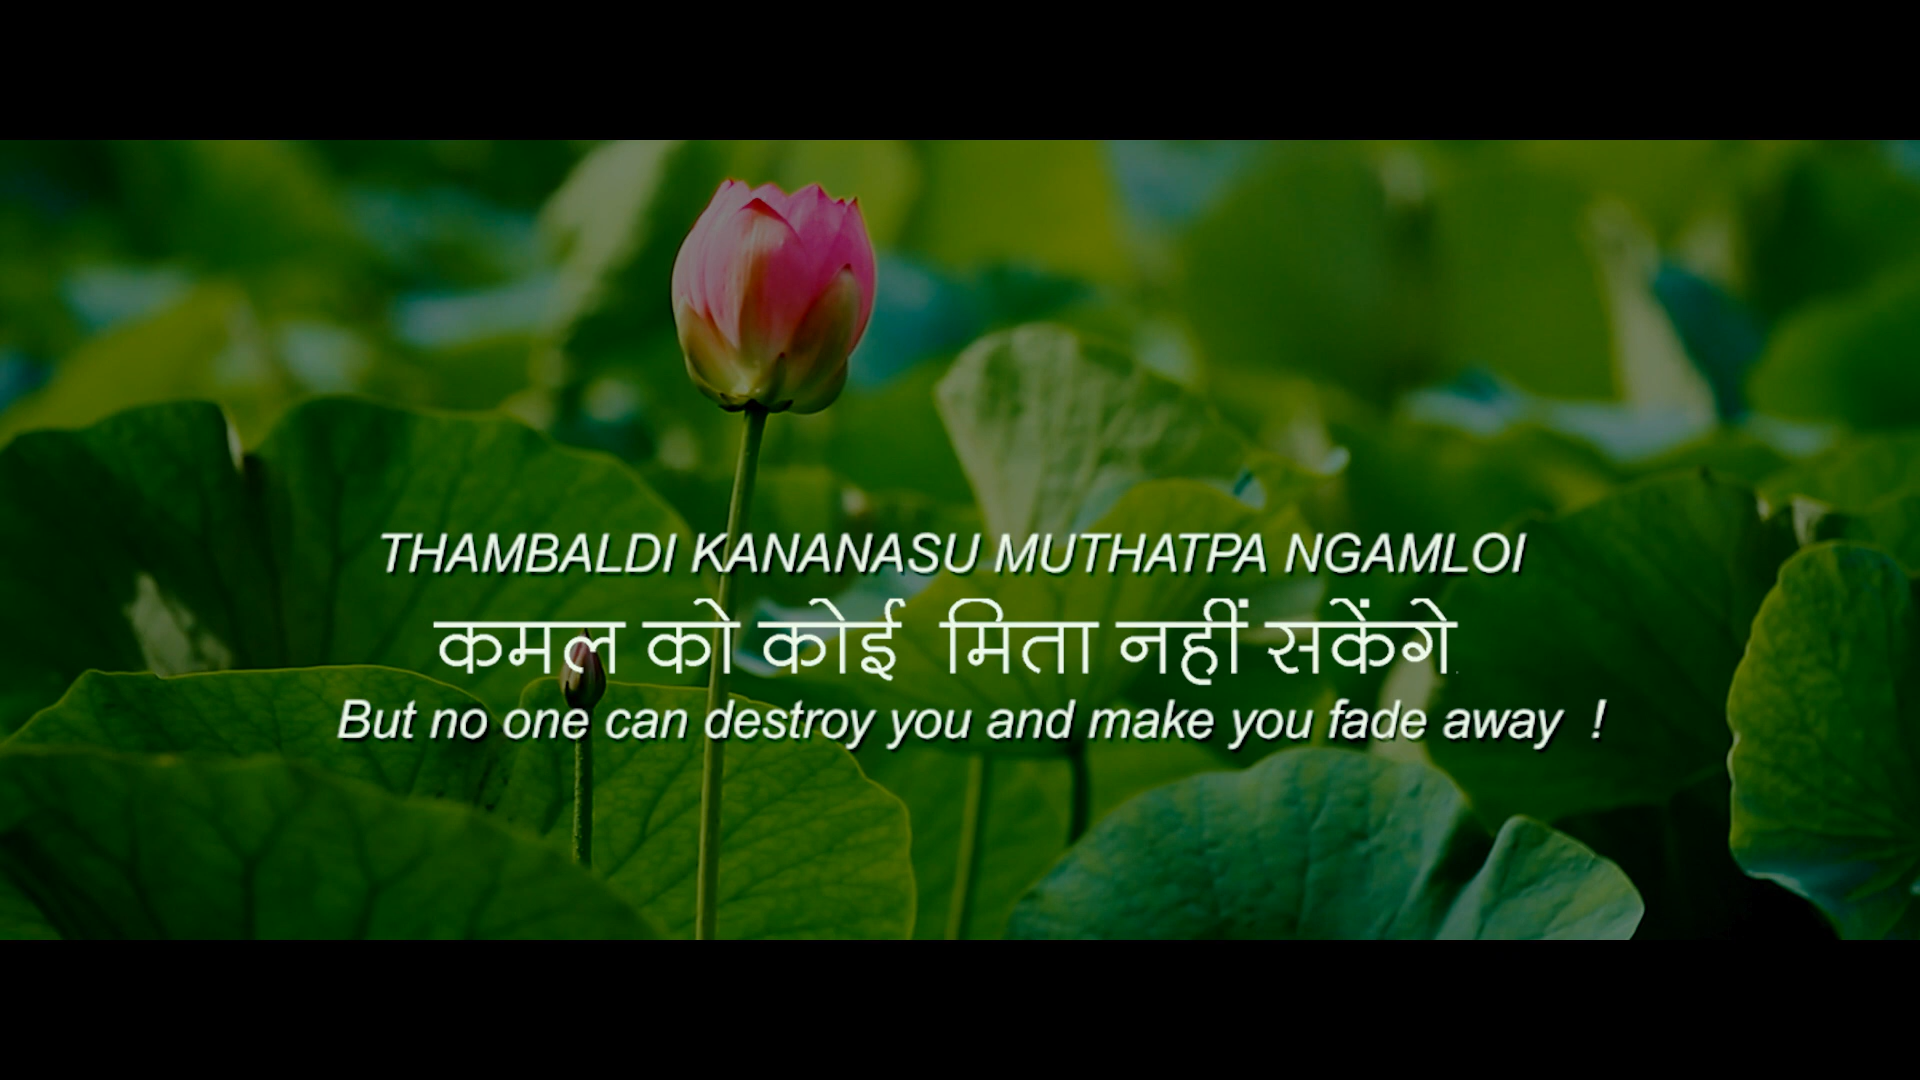 THAMBALDI KANANASU MUTHATPA NGAMLOI
कमल को कोई मिता नहीं सकेंगे
But no one can destroy you and make you fade away !